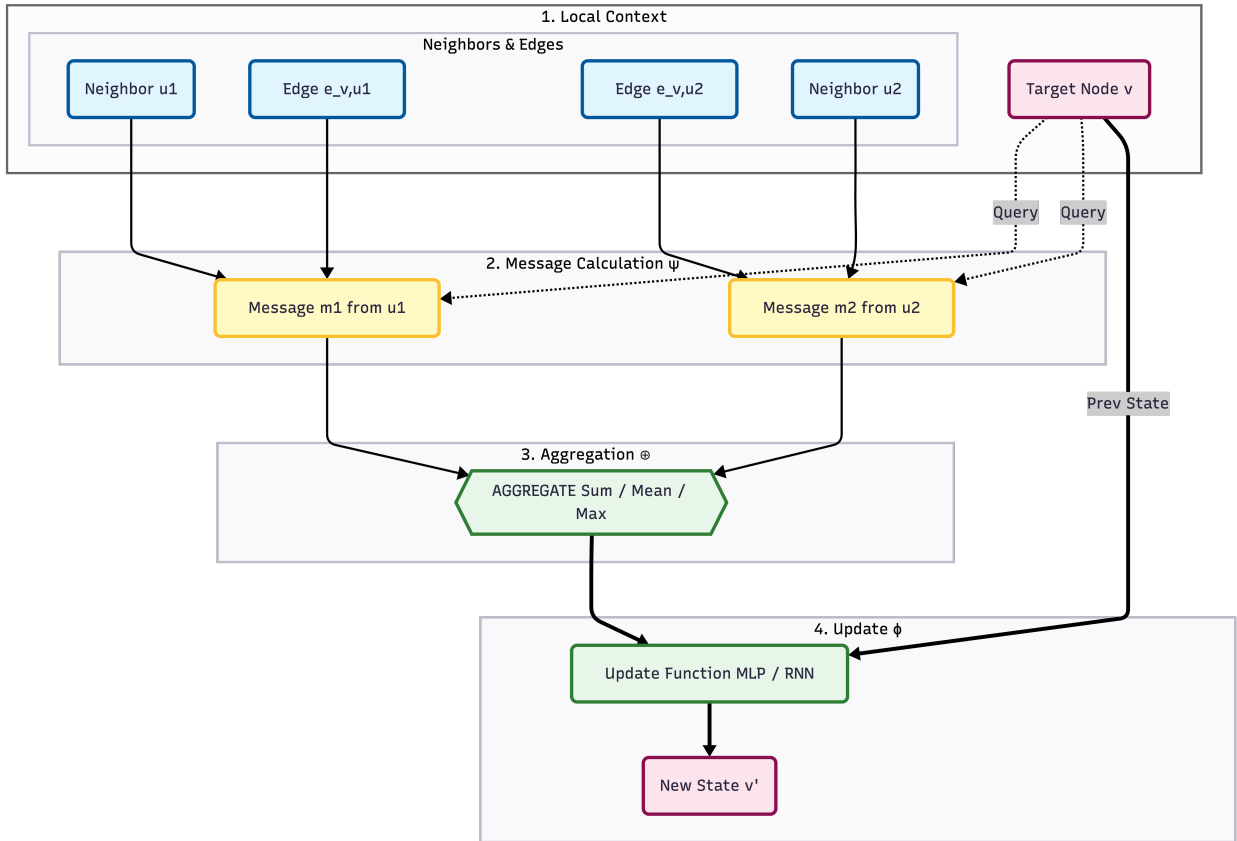 1. Local Context
Neighbors & Edges
Neighbor u1
Edge e_v,u1
Edge e_v,u2
Neighbor u2
Target Node v
Query
Query
2. Message Calculation ψ
Message m1 from u1
Message m2 from u2
Prev State
3. Aggregation ⊕
AGGREGATE Sum / Mean /
Max
4. Update ϕ
Update Function MLP / RNN
New State v'